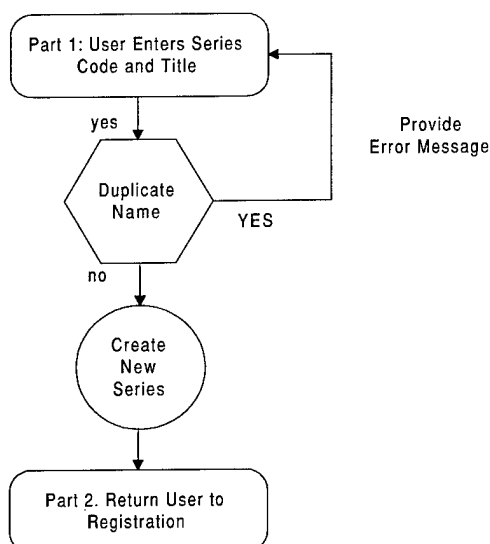 Part 1: User Enters Series
Code and Title
yes
Provide
Error Message
Duplicate
Name
YES
no
Create
New
Series
Part 2. Return User to
Registration